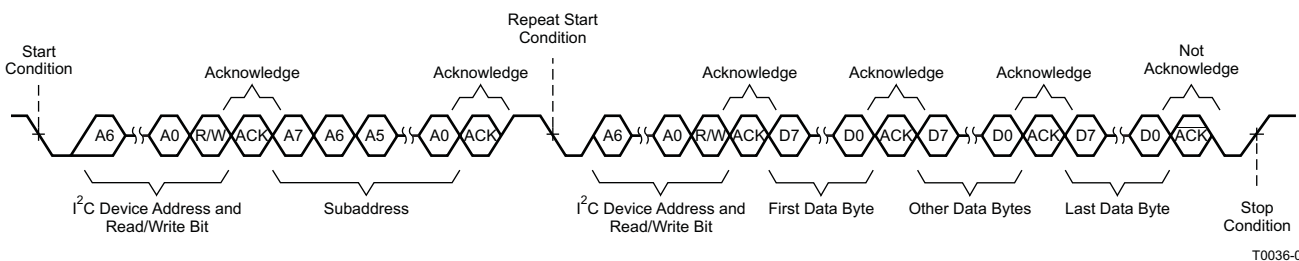 Repeat Start
Condition
Start
Condition
Not
Acknowledge
Acknowledge
Acknowledge
Acknowledge
Acknowledge
Acknowledge
A6 A0 R/W ACK A7 A6 A5 A0 ACK A6 A0 R/W ACK D7 D0 ACK D7 D0 ACK D7 D0 ACK
I2C Device Address and
Read/Write Bit
Subaddress
I2C Device Address and
Read/Write Bit
First Data Byte
Other Data Bytes
Last Data Byte
Stop
Condition
T0036-0